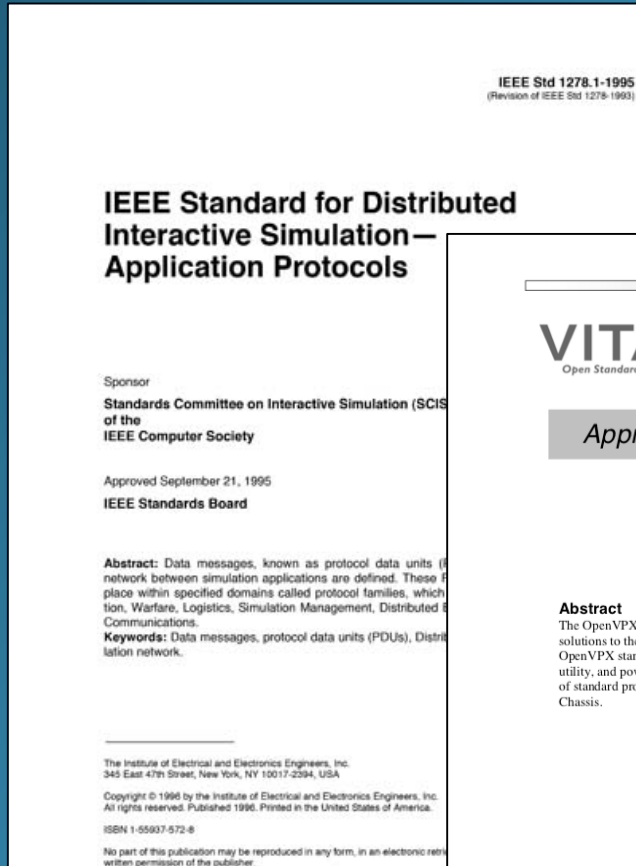 IEEE Std 1278.1-1995
(Revision of IEEE Std 1278-1993)
IEEE Standard for Distributed
Interactive Simulation—
Application Protocols
Sponsor
Standards Committee on Interactive Simulation (SCIS
of the
IEEE Computer Society
Approved September 21, 1995
IEEE Standards Board
Abstract: Data messages, known as protocol data units (
network between simulation applications are defined. These
place within specified domains called protocol families, which
tion, Warfare, Logistics, Simulation Management, Distributed
Communications.
Keywords: Data messages, protocol data units (PDUs), Distrib
lation network.
The Institute of Electrical and Electronics Engineers, Inc.
345 East 47th Street, New York, NY 10017-2394, USA
Copyright © 1996 by the Institute of Electrical and Electronics Engineers, Inc.
All rights reserved. Published 1996. Printed in the United States of America.
ISBN 1-55937-572-8
No part of this publication may be reproduced in any form, in an electronic retri
written permission of the publisher.
VITA
Open Standar
Appr
Abstract
The OpenVPX
solutions to the
OpenVPX stan
utility, and pow
of standard pro
Chassis.